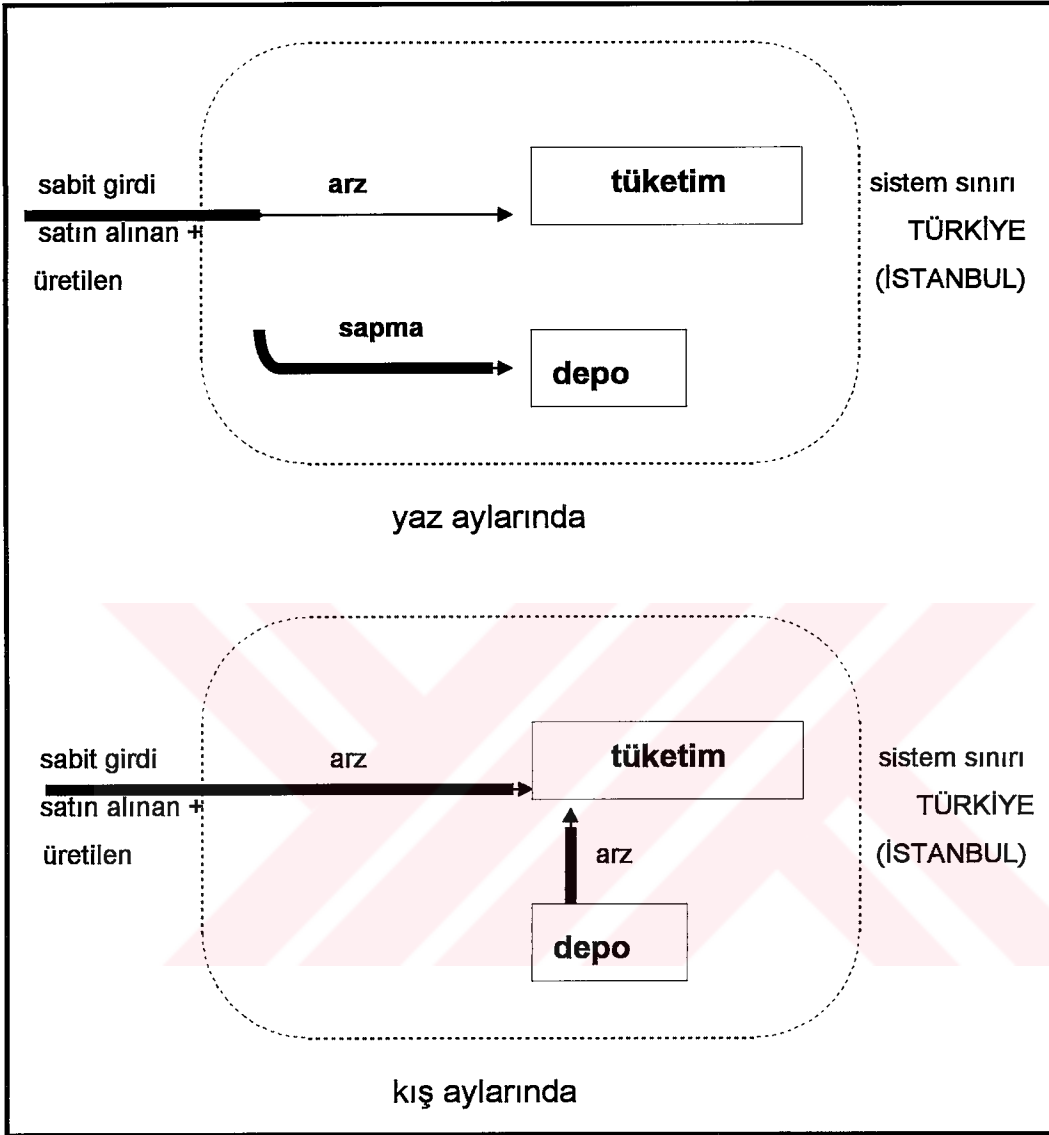 sabit girdi
arz
tüketim
sistem sınırı
satın alınan +
TÜRKİYE
üretilen
(İSTANBUL)
sapma
depo
yaz aylarında
sabit girdi
arz
tüketim
sistem sınırı
satın alınan +
TÜRKİYE
üretilen
arz
(İSTANBUL)
depo
kış aylarında